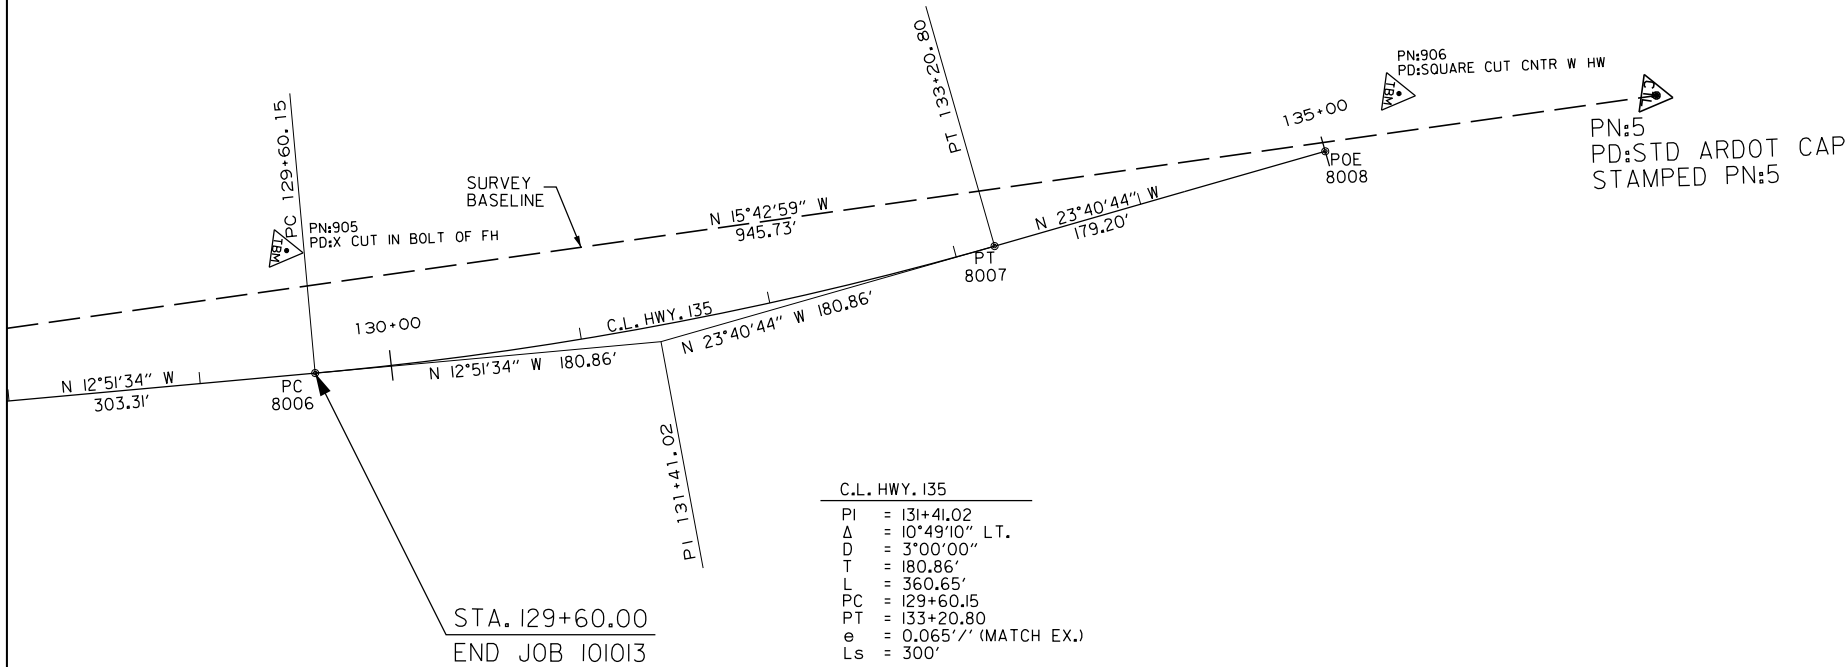 PC 129+60.15
PN:905
PD:X CUT IN BOLT OF FH
TBM
SURVEY
BASELINE
N 15°42'59" W
945.73'
PT 133+20.80
135+00
PN:906
PD:SQUARE CUT CNTR W HW
TBM
CTL
PN:5
PD:STD ARDOT CAP
STAMPED PN:5
POE
8008
N 23°40'44" W
179.20'
PT
8007
130+00
C.L. HWY. 135
N 12°51'34" W 180.86'
N 23°40'44" W 180.86'
N 12°51'34" W
303.31'
PC
8006
PI 131+41.02
STA. 129+60.00
END JOB 101013
C.L. HWY. 135
PI = 131+41.02
Δ = 10°49'10" LT.
D = 3°00'00"
T = 180.86'
L = 360.65'
PC = 129+60.15
PT = 133+20.80
e = 0.065'/' (MATCH EX.)
Ls = 300'